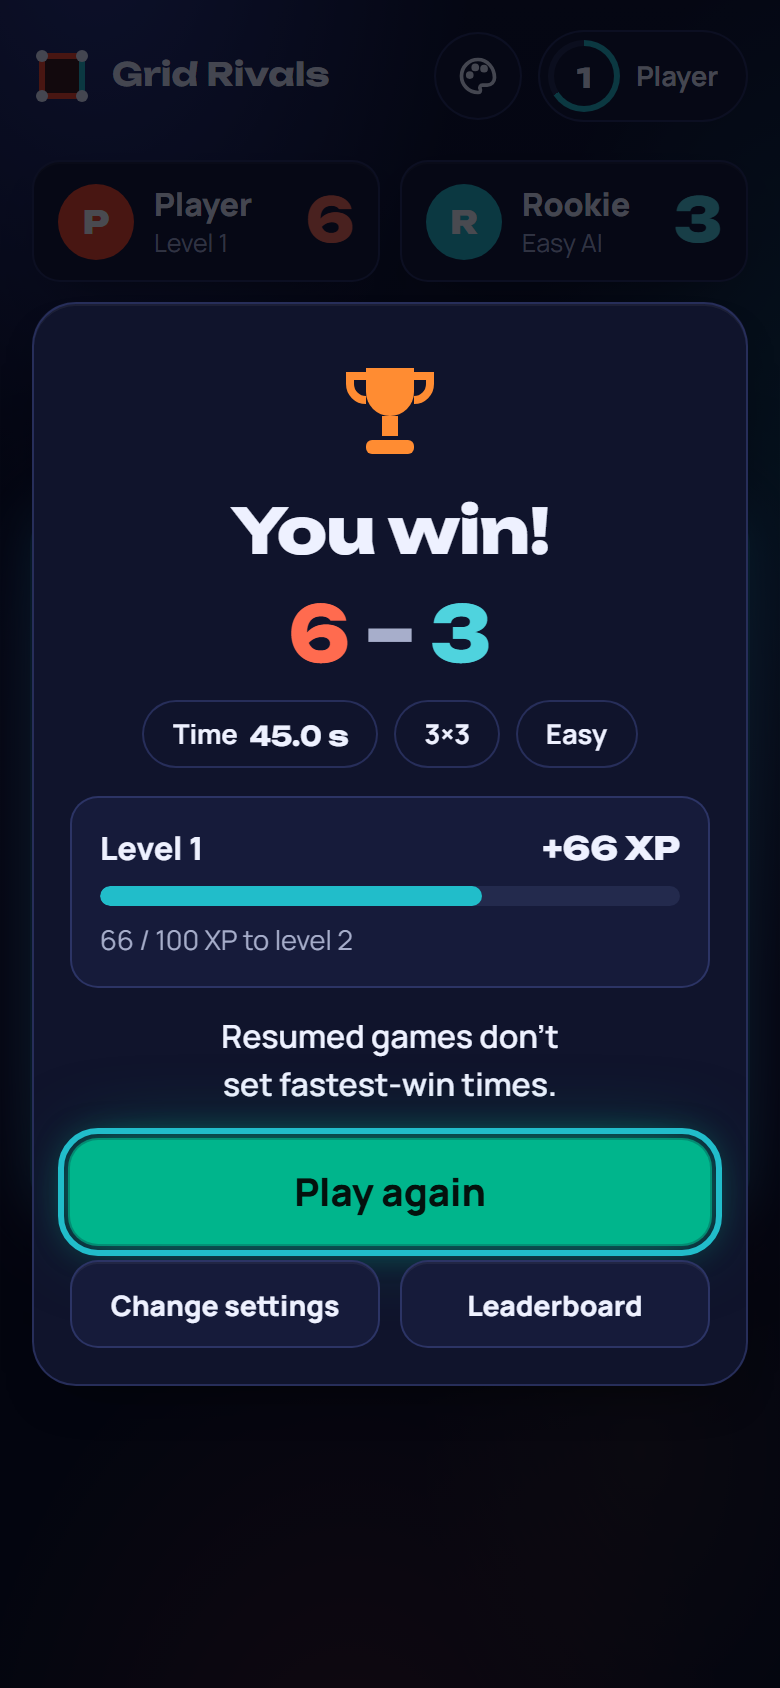 Grid Rivals
1 Player
P Player 6
Level 1
R Rookie 3
Easy AI
You win!
6 – 3
Time 45.0 s 3×3 Easy
Level 1 +66 XP
66 / 100 XP to level 2
Resumed games don’t
set fastest-win times.
Play again
Change settings Leaderboard